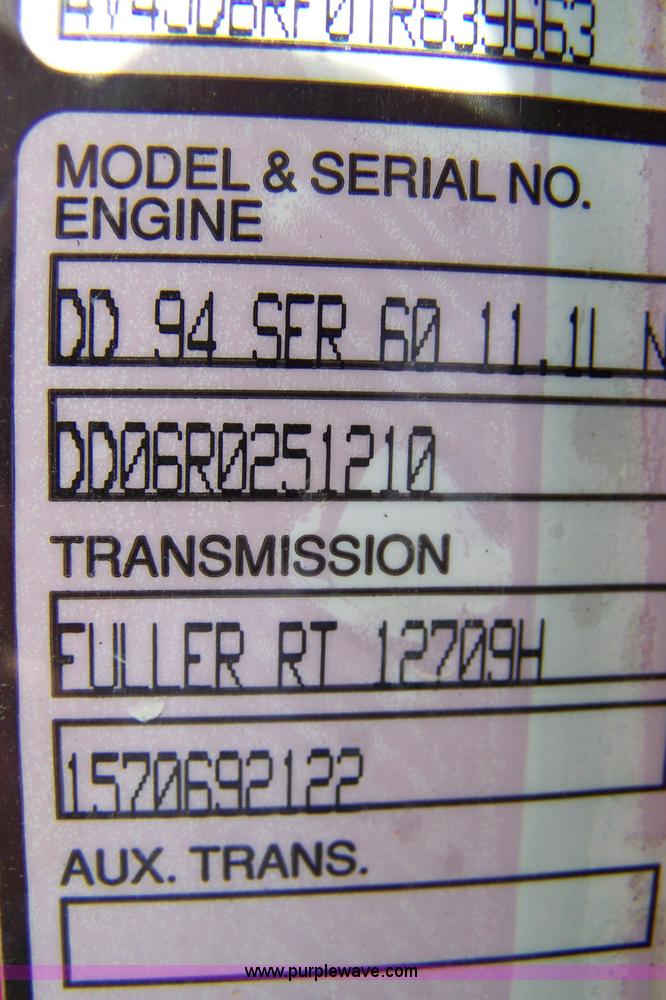 4V4JDBRF0TR839663
MODEL & SERIAL NO.
ENGINE
DD 94 SER 60 11.1L N
DD06R0251210
TRANSMISSION
FULLER RT 12709H
1570692122
AUX. TRANS.
www.purplewave.com